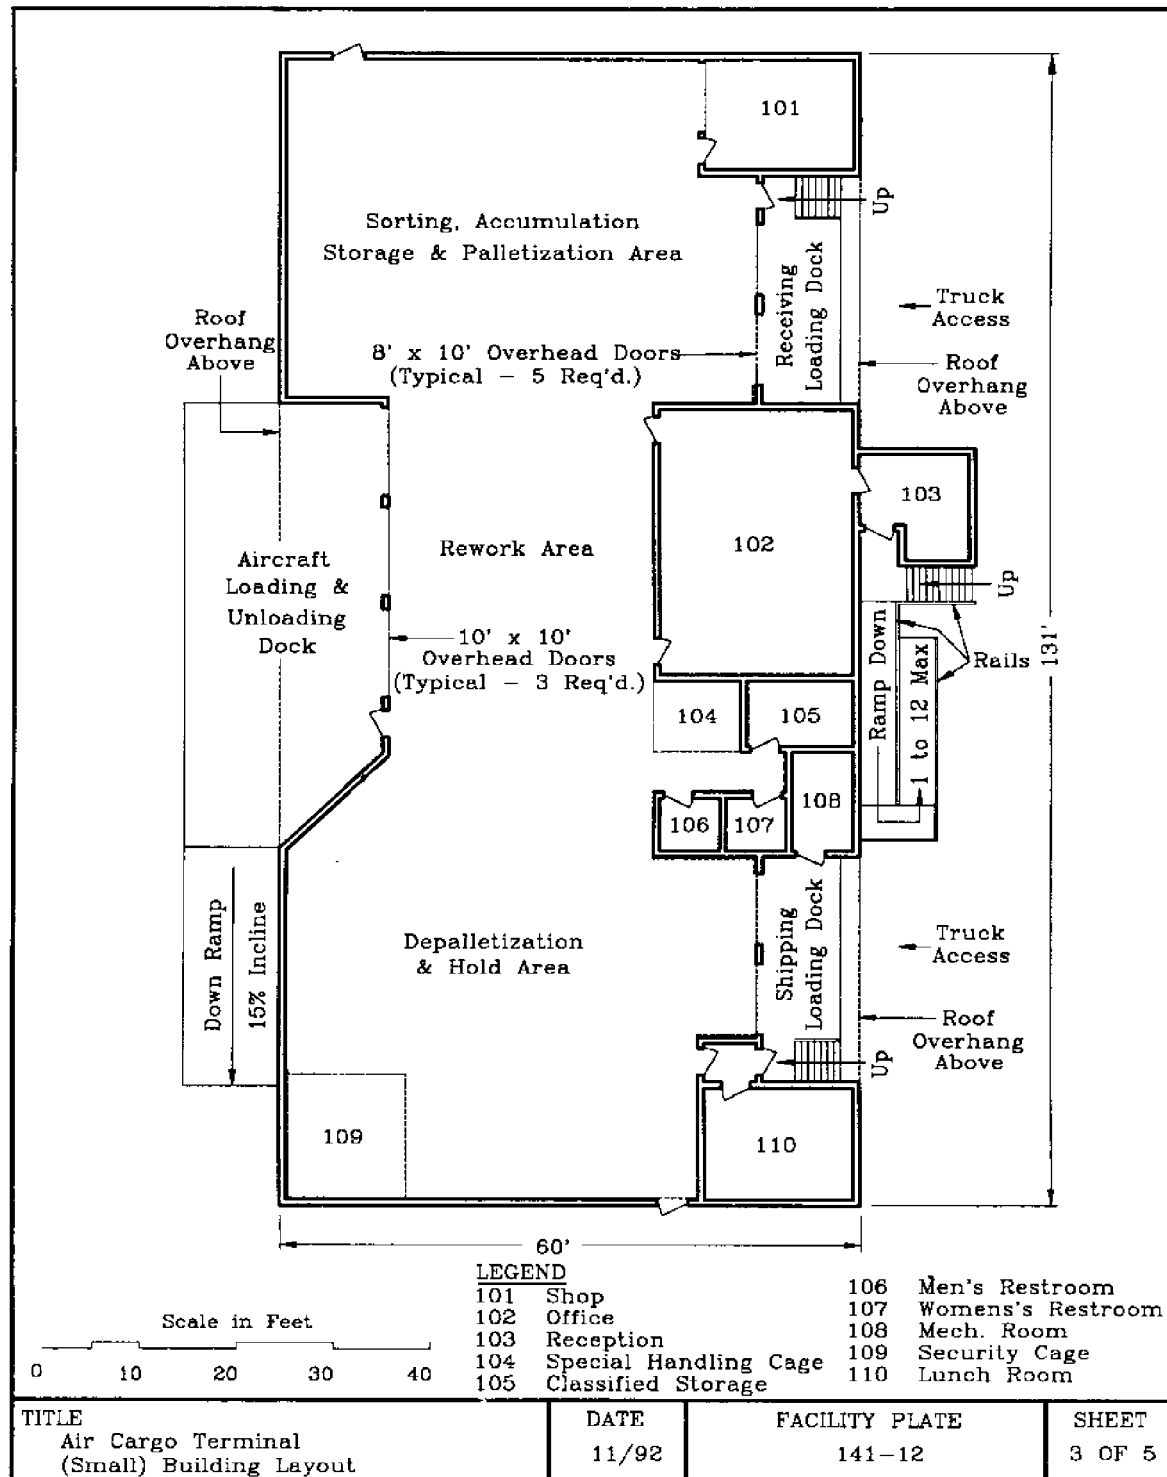 101
Up
Sorting, Accumulation
Storage & Palletization Area
Receiving
Loading Dock
Truck
Access
Roof
Overhang
Above
8' x 10' Overhead Doors
(Typical - 5 Req'd.)
Roof
Overhang
Above
103
102
Rework Area
Aircraft
Loading &
Unloading
Dock
Up
10' x 10'
Overhead Doors
(Typical - 3 Req'd.)
Rails
131'
Ramp Down
1 to 12 Max
104
105
106
107
108
Down Ramp
15% Incline
Depalletization
& Hold Area
Shipping
Loading Dock
Truck
Access
Roof
Overhang
Above
Up
109
110
60'
LEGEND
101 Shop
102 Office
103 Reception
104 Special Handling Cage
105 Classified Storage
106 Men's Restroom
107 Womens's Restroom
108 Mech. Room
109 Security Cage
110 Lunch Room
Scale in Feet
0 10 20 30 40
TITLE
Air Cargo Terminal
(Small) Building Layout
DATE
11/92
FACILITY PLATE
141-12
SHEET
3 OF 5